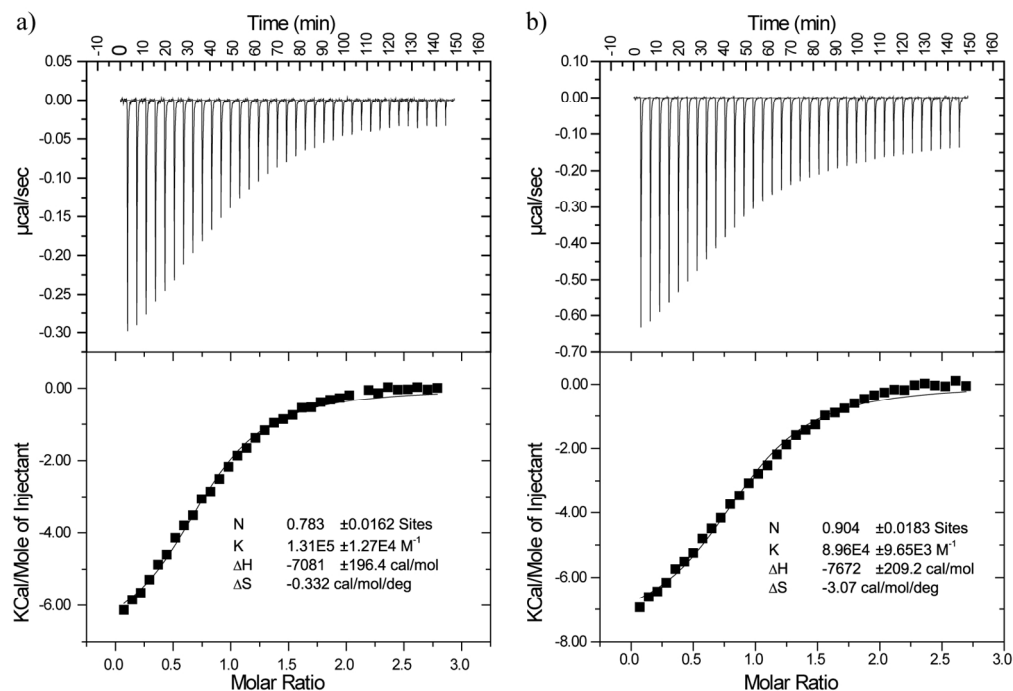 a)
Time (min)
-10 0 10 20 30 40 50 60 70 80 90 100 110 120 130 140 150 160
0.05
0.00
-0.05
-0.10
-0.15
-0.20
-0.25
-0.30
µcal/sec
0.00
-2.00
-4.00
-6.00
KCal/Mole of Injectant
N 0.783 ±0.0162 Sites
K 1.31E5 ±1.27E4 M⁻¹
ΔH -7081 ±196.4 cal/mol
ΔS -0.332 cal/mol/deg
0.0 0.5 1.0 1.5 2.0 2.5 3.0
Molar Ratio
b)
Time (min)
-10 0 10 20 30 40 50 60 70 80 90 100 110 120 130 140 150 160
0.10
0.00
-0.10
-0.20
-0.30
-0.40
-0.50
-0.60
-0.70
µcal/sec
0.00
-2.00
-4.00
-6.00
-8.00
KCal/Mole of Injectant
N 0.904 ±0.0183 Sites
K 8.96E4 ±9.65E3 M⁻¹
ΔH -7672 ±209.2 cal/mol
ΔS -3.07 cal/mol/deg
0.0 0.5 1.0 1.5 2.0 2.5 3.0
Molar Ratio